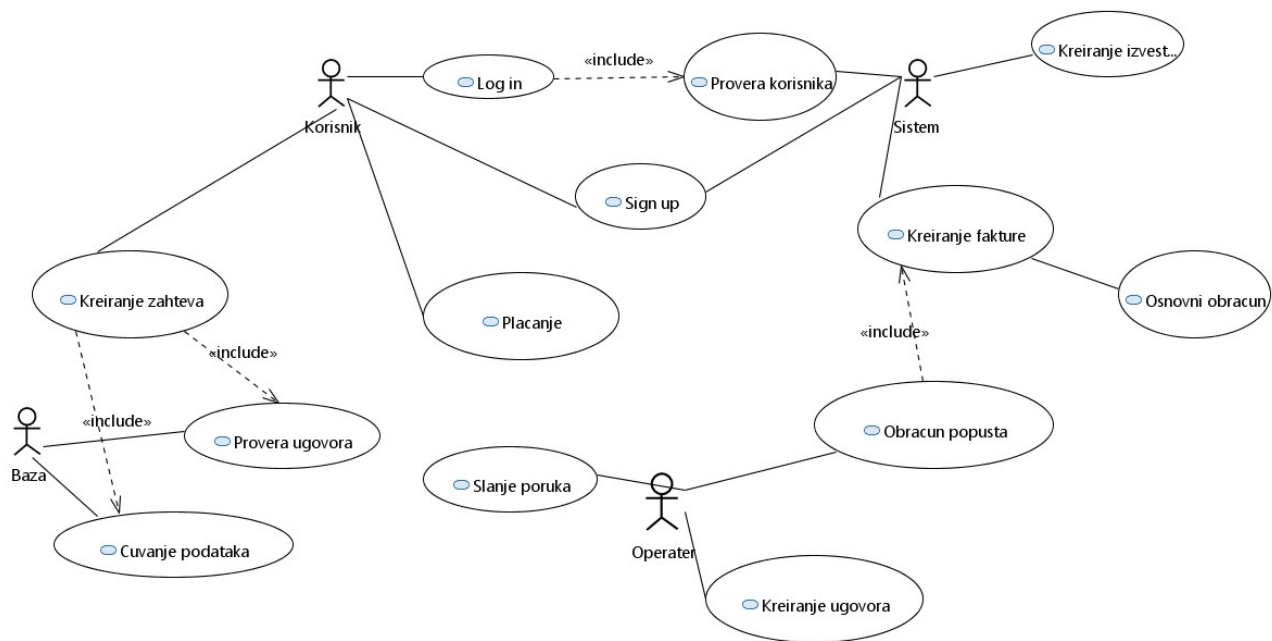 Kreiranje izvest...
«include»
Log in
Provera korisnika
Korisnik
Sistem
Sign up
Kreiranje fakture
Kreiranje zahteva
Osnovni obracun
Placanje
«include»
«include»
«include»
Provera ugovora
Obracun popusta
Baza
Slanje poruka
Cuvanje podataka
Operater
Kreiranje ugovora